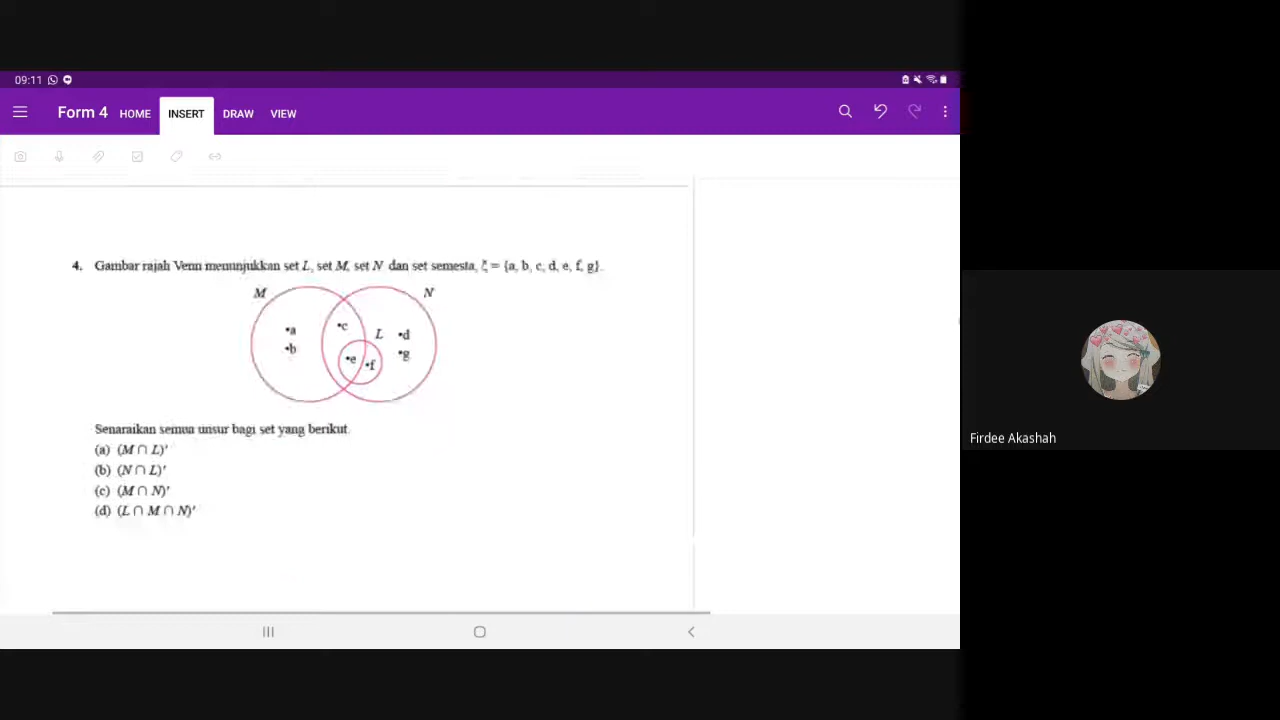 09:11
Form 4 HOME INSERT DRAW VIEW
4. Gambar rajah Venn menunjukkan set L, set M, set N dan set semesta, ξ = {a, b, c, d, e, f, g}.
M N
•a •c L •d
•b •e •f •g
Senaraikan semua unsur bagi set yang berikut.
(a) (M ∩ L)'
(b) (N ∩ L)'
(c) (M ∩ N)'
(d) (L ∩ M ∩ N)'
Firdee Akashah